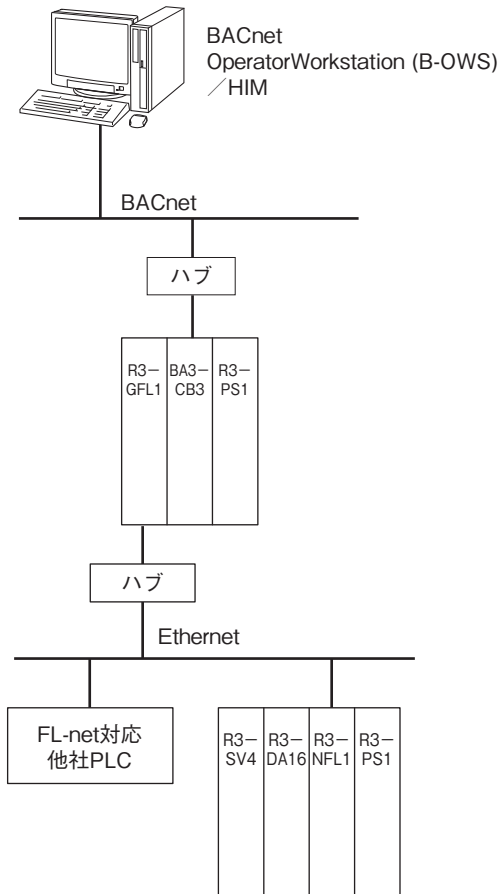 BACnet
OperatorWorkstation (B-OWS)
／HIM
BACnet
ハブ
R3－
GFL1
BA3－
CB3
R3－
PS1
ハブ
Ethernet
FL-net対応
他社PLC
R3－
SV4
R3－
DA16
R3－
NFL1
R3－
PS1